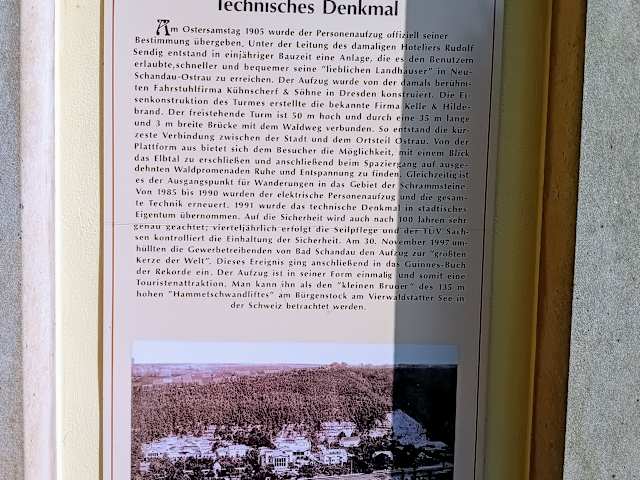 Technisches Denkmal
Am Ostersamstag 1905 wurde der Personenaufzug offiziell seiner
Bestimmung übergeben, Unter der Leitung des damaligen Hoteliers Rudolf
Sendig entstand in einjähriger Bauzeit eine Anlage, die es den Benutzern
erlaubte,schneller und bequemer seine "lieblichen Landhäuser" in Neu-
Schandau-Ostrau zu erreichen. Der Aufzug wurde von der damals berühm-
ten Fahrstuhlfirma Kühnscherf & Söhne in Dresden konstruiert. Die Ei-
senkonstruktion des Turmes erstellte die bekannte Firma Kelle & Hilde-
brand. Der freistehende Turm ist 50 m hoch und durch eine 35 m lange
und 3 m breite Brücke mit dem Waldweg verbunden. So entstand die kür-
zeste Verbindung zwischen der Stadt und dem Ortsteil Ostrau. Von der
Plattform aus bietet sich dem Besucher die Möglichkeit, mit einem Blick
das Elbtal zu erschließen und anschließend beim Spaziergang auf ausge-
dehnten Waldpromenaden Ruhe und Entspannung zu finden. Gleichzeitig ist
es der Ausgangspunkt für Wanderungen in das Gebiet der Schrammsteine.
Von 1985 bis 1990 wurden der elektrische Personenaufzug und die gesam-
te Technik erneuert. 1991 wurde das technische Denkmal in städtisches
Eigentum übernommen. Auf die Sicherheit wird auch nach 100 Jahren sehr
genau geachtet; vierteljährlich erfolgt die Seilpflege und der TÜV Sach-
sen kontrolliert die Einhaltung der Sicherheit. Am 30. November 1997 um-
hüllten die Gewerbetreibenden von Bad Schandau den Aufzug zur "größten
Kerze der Welt". Dieses Ereignis ging anschließend in das Guinnes-Buch
der Rekorde ein. Der Aufzug ist in seiner Form einmalig und somit eine
Touristenattraktion. Man kann ihn als den "kleinen Bruder" des 135 m
hohen "Hammetschwandliftes" am Bürgenstock am Vierwaldstätter See in
der Schweiz betrachtet werden.